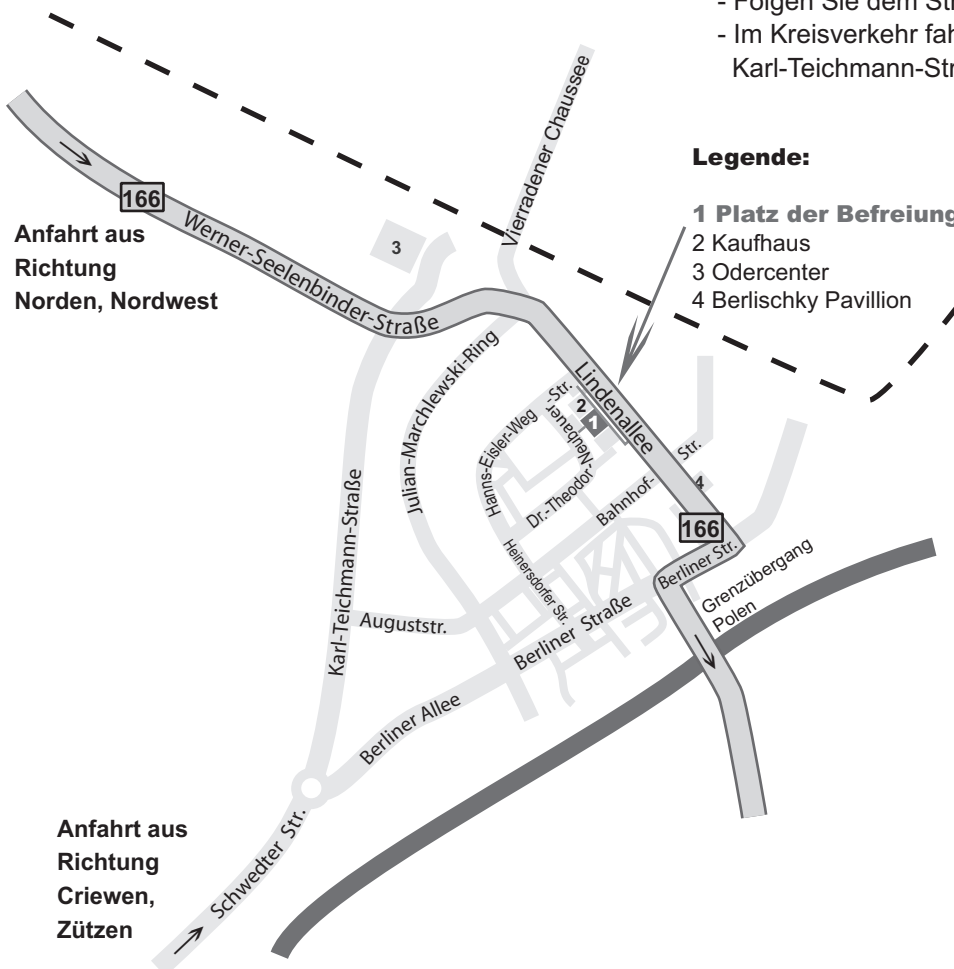 - Folgen Sie dem
- Im Kreisverkehr
Karl-Teichmann-
Legende:
1 Platz der Befreiung
2 Kaufhaus
3 Odercenter
4 Berlischky Pavillion
Vierradener Chaussee
166
Anfahrt aus
Richtung
Norden, Nordwest
Werner-Seelenbinder-Straße
3
Julian-Marchlewski-Ring
Lindenallee
Hanns-Eisler-Weg
Dr.-Theodor-Neubauer-Str.
2
1
Bahnhof-Str.
4
166
Karl-Teichmann-Straße
Heinersdorfer Str.
Berliner Str.
Grenzübergang
Polen
Auguststr.
Berliner Straße
Berliner Allee
Anfahrt aus
Richtung
Criewen,
Zützen
Schwedter Str.